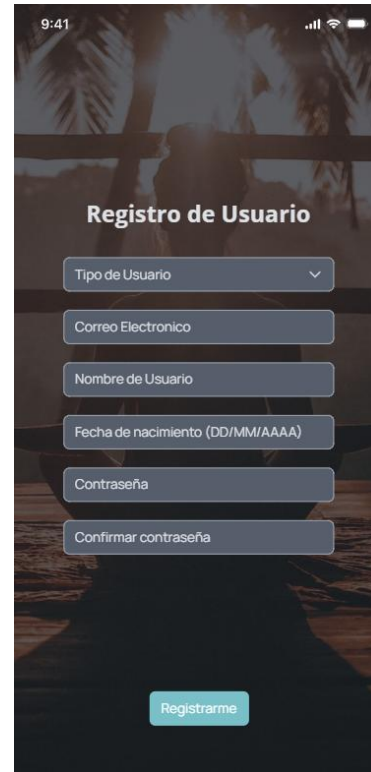 9:41
Registro de Usuario
Tipo de Usuario
Correo Electronico
Nombre de Usuario
Fecha de nacimiento (DD/MM/AAAA)
Contraseña
Confirmar contraseña
Registrarme